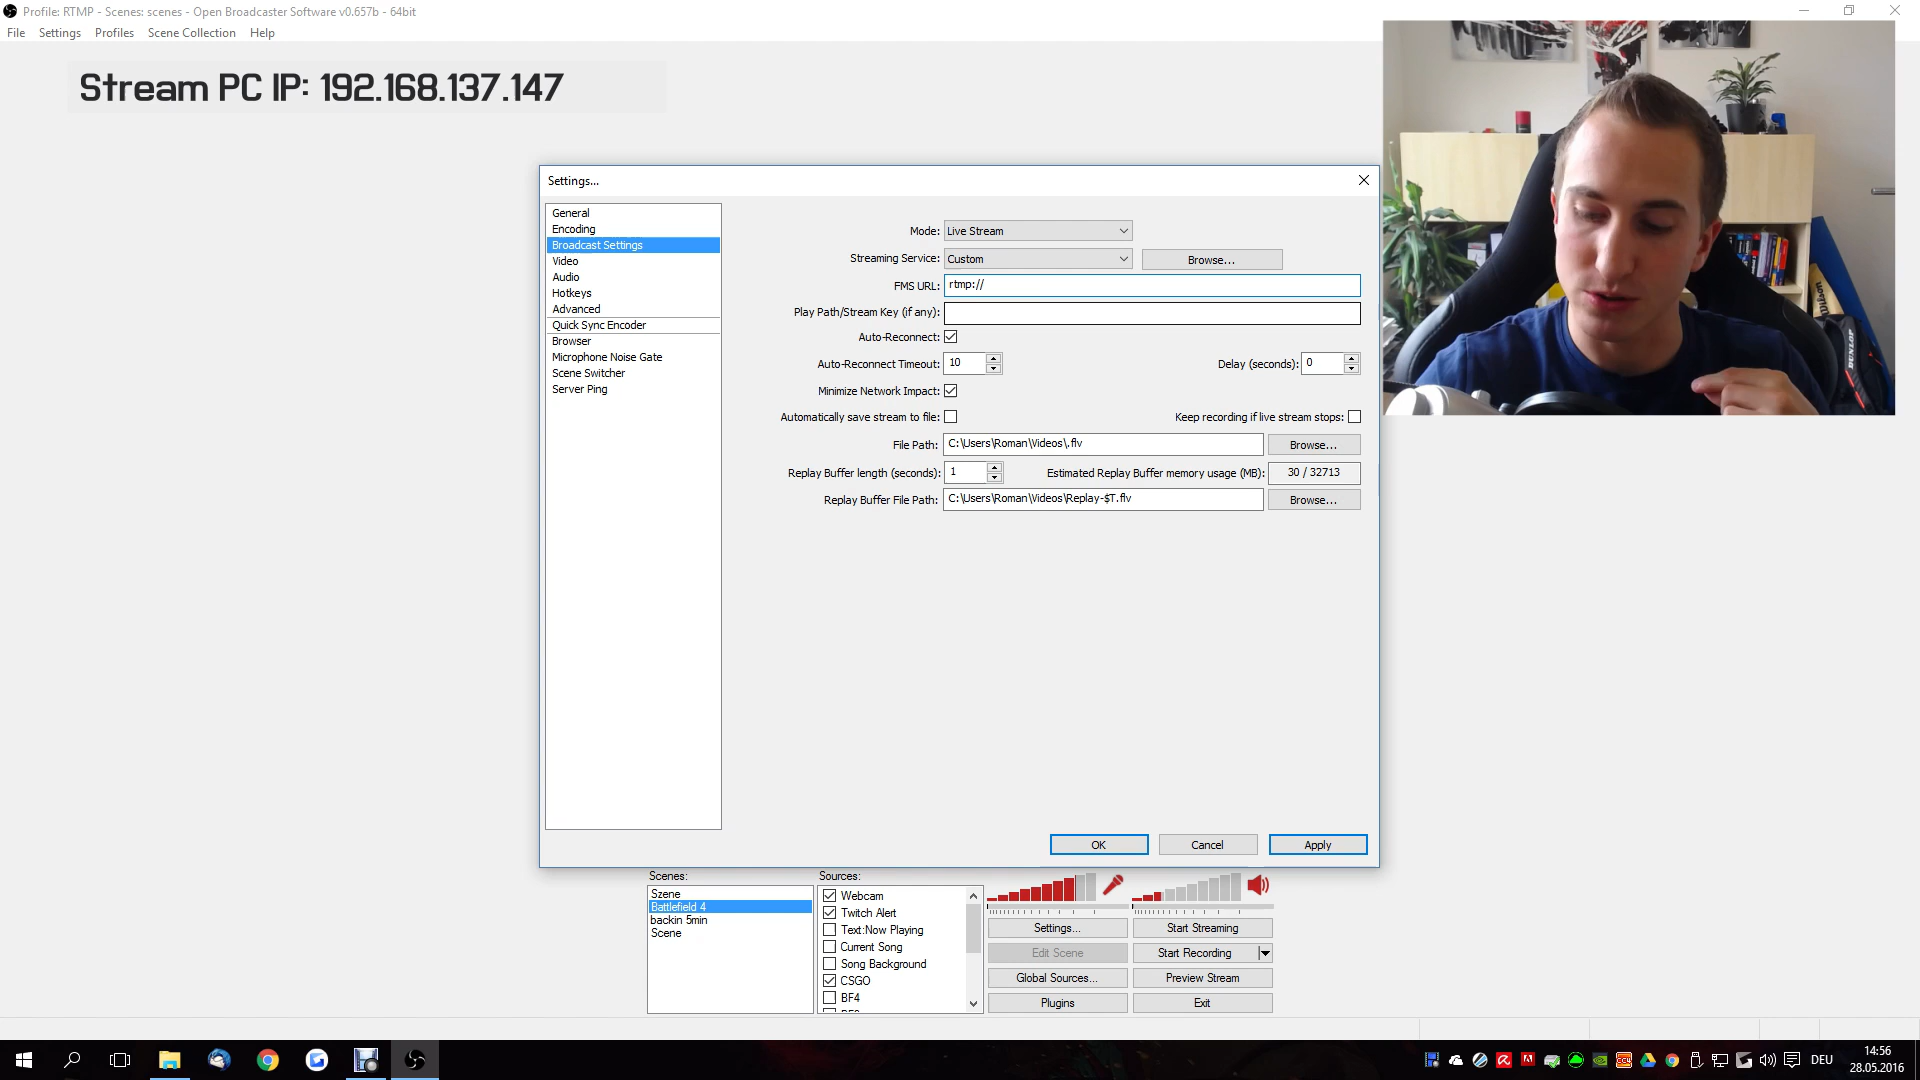 Profile: RTMP - Scenes: scenes - Open Broadcaster Software v0.657b - 64bit
File Settings Profiles Scene Collection Help
Stream PC IP: 192.168.137.147
Settings...
General
Encoding
Broadcast Settings
Video
Audio
Hotkeys
Advanced
Quick Sync Encoder
Browser
Microphone Noise Gate
Scene Switcher
Server Ping
Mode: Live Stream
Streaming Service: Custom Browse...
FMS URL: rtmp://
Play Path/Stream Key (if any):
Auto-Reconnect:
Auto-Reconnect Timeout: 10 Delay (seconds): 0
Minimize Network Impact:
Automatically save stream to file: Keep recording if live stream stops:
File Path: C:\Users\Roman\Videos\.flv Browse...
Replay Buffer length (seconds): 1 Estimated Replay Buffer memory usage (MB): 30 / 32713
Replay Buffer File Path: C:\Users\Roman\Videos\Replay-$T.flv Browse...
OK Cancel Apply
Scenes:
Szene
Battlefield 4
backin 5min
Scene
Sources:
Webcam
Twitch Alert
Text:Now Playing
Current Song
Song Background
CSGO
BF4
Settings... Start Streaming
Edit Scene Start Recording
Global Sources... Preview Stream
Plugins Exit
Wilson
DUNLOP
DEU
14:56
28.05.2016